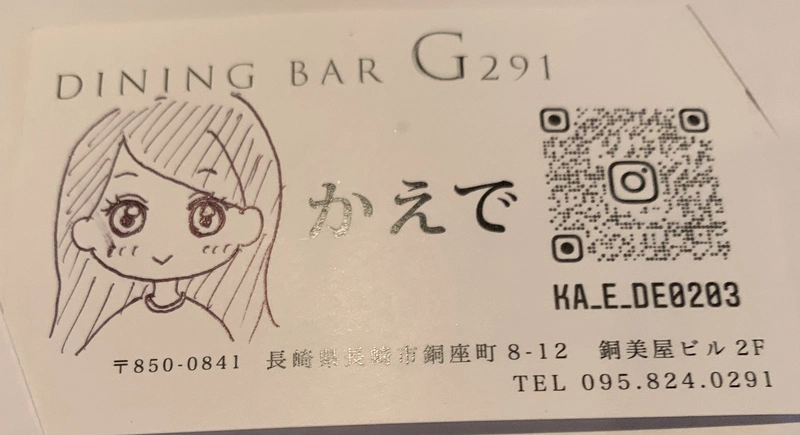 DINING BAR G291
かえで
KA_E_DE0203
〒850-0841 長崎県長崎市銅座町 8-12 銅美屋ビル 2F
TEL 095.824.0291